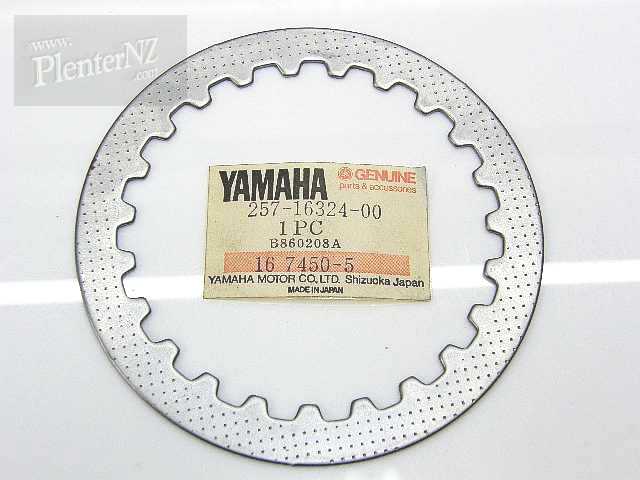 www.
PlenterNZ
.com
YAMAHA
GENUINE
parts & accessories
257-16324-00
1 PC
B860208A
16 7450-5
YAMAHA MOTOR CO., LTD. Shizuoka Japan
MADE IN JAPAN